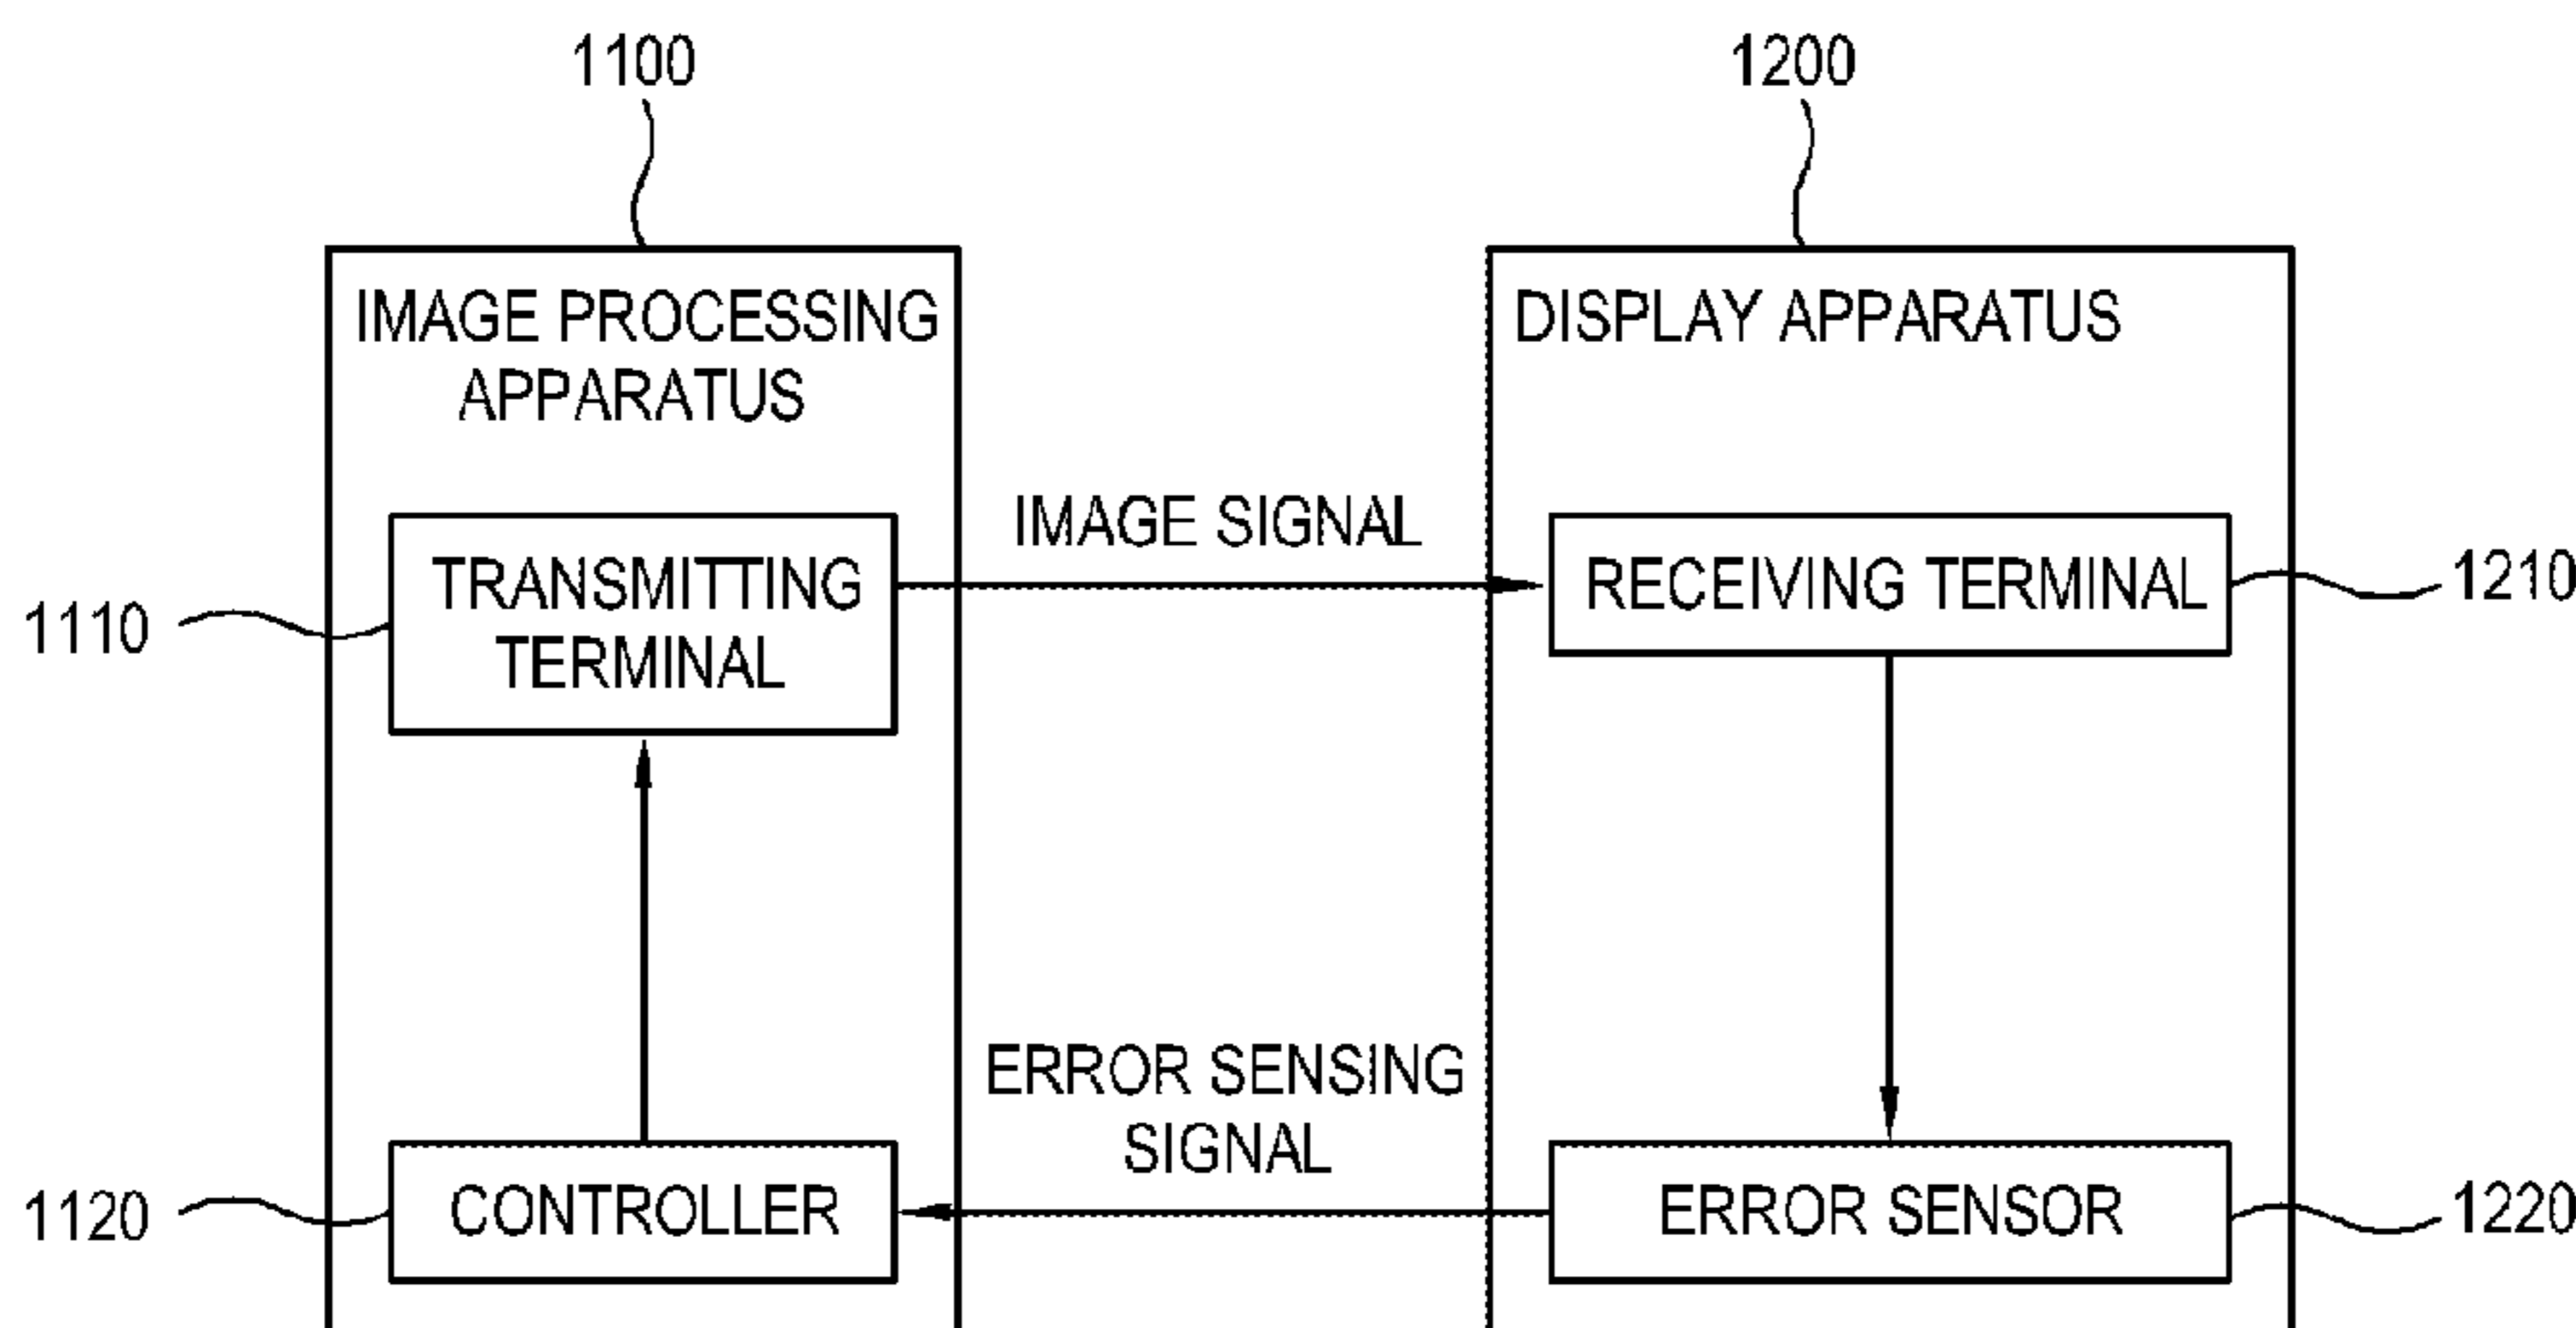 1100
1200
IMAGE PROCESSING
APPARATUS
DISPLAY APPARATUS
IMAGE SIGNAL
TRANSMITTING
TERMINAL
RECEIVING TERMINAL
1110
1210
ERROR SENSING
SIGNAL
CONTROLLER
ERROR SENSOR
1120
1220